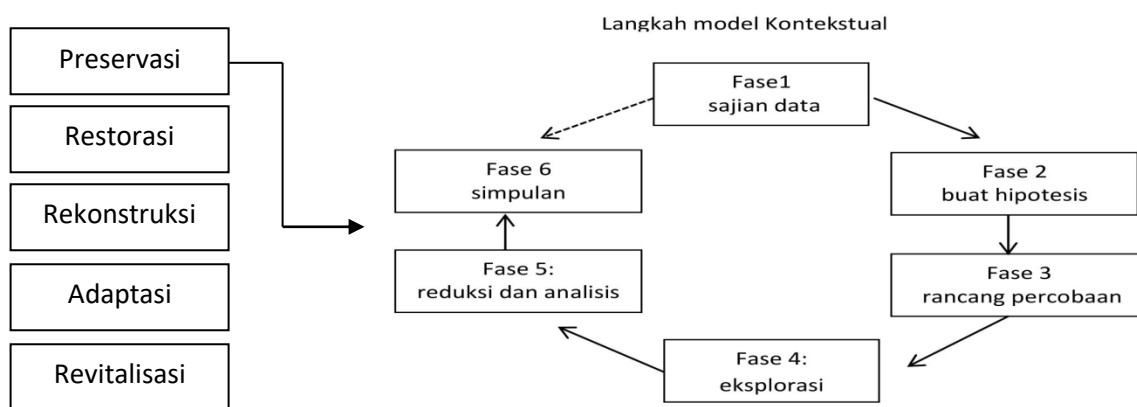 Langkah model Kontekstual
Preservasi
Restorasi
Rekonstruksi
Adaptasi
Revitalisasi
Fase1
sajian data
Fase 2
buat hipotesis
Fase 3
rancang percobaan
Fase 4:
eksplorasi
Fase 5:
reduksi dan analisis
Fase 6
simpulan